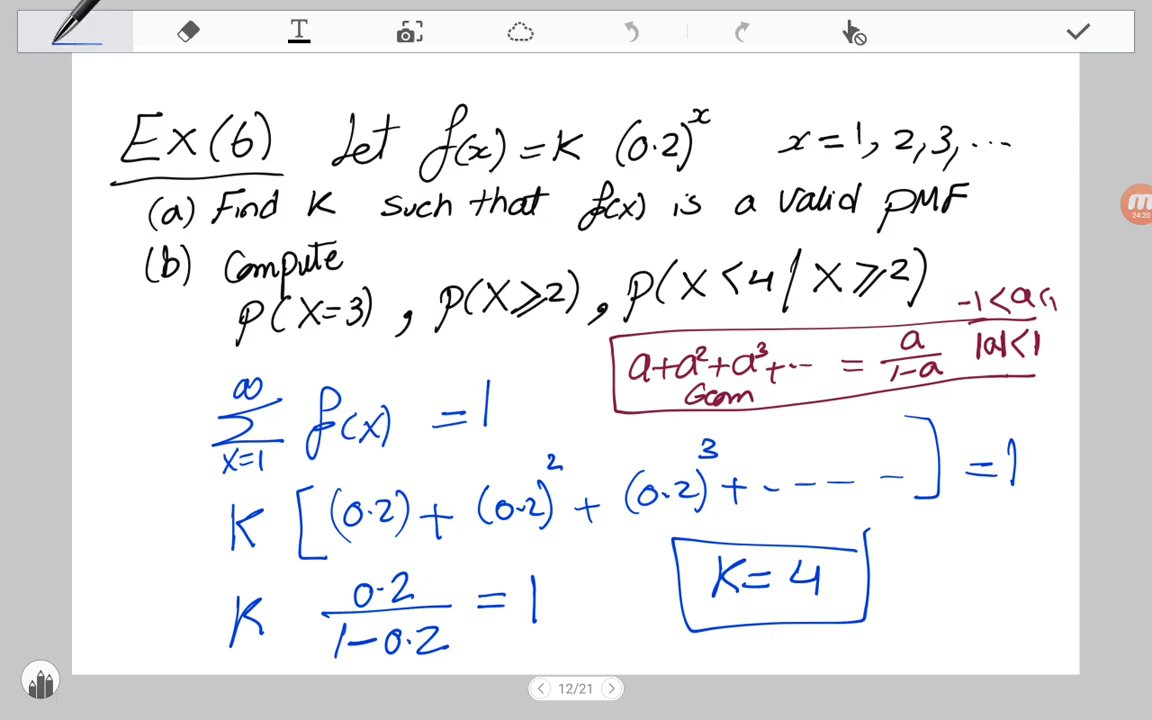 Ex(6) Let f(x) = K (0.2)^x x = 1, 2, 3, ...
(a) Find K such that f(x) is a valid PMF
(b) Compute
P(X=3), P(X≥2), P(X<4 / X≥2)
-1<a<1
a+a²+a³+... = a/(1-a) |a|<1
Geom
∞
∑ f(x) = 1
x=1
K [(0.2) + (0.2)² + (0.2)³ + - - - - -] = 1
K 0.2/(1-0.2) = 1
K = 4
T
24:20
12/21